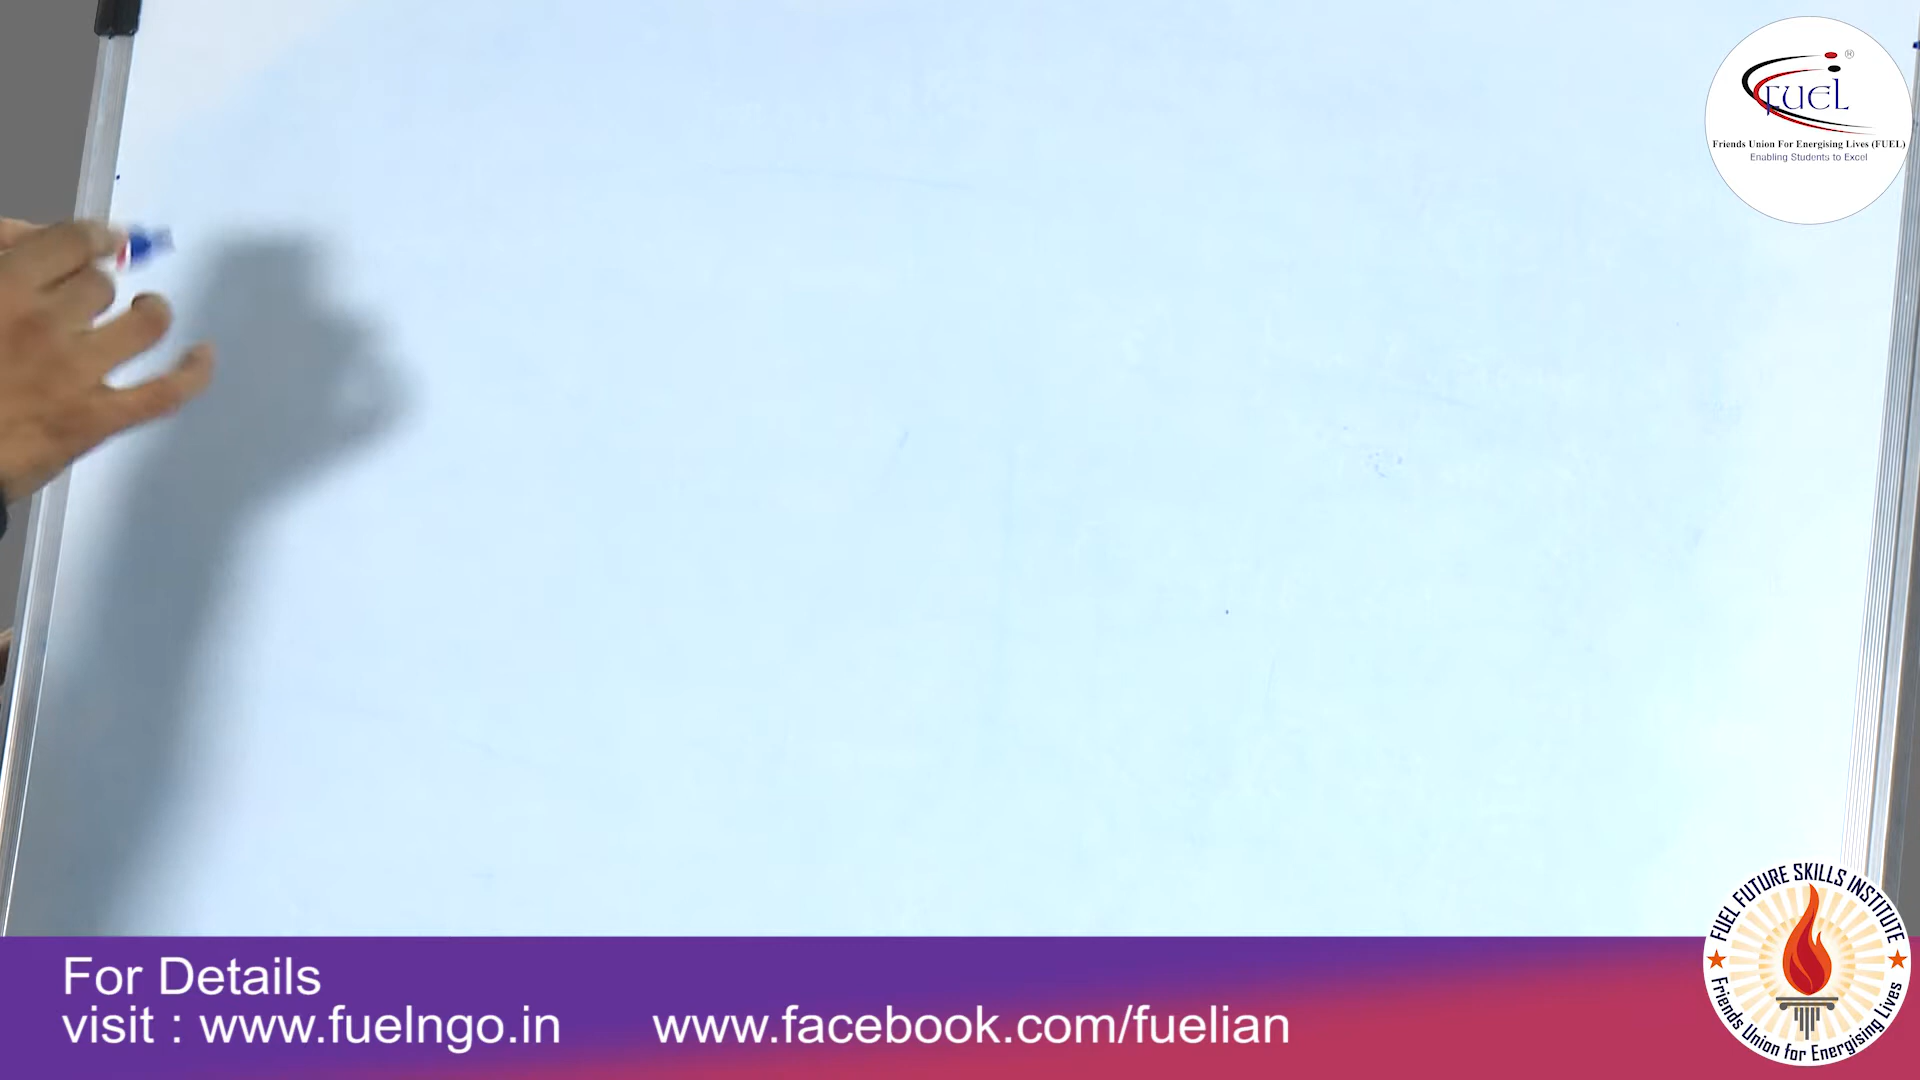 FUEL ®
Friends Union For Energising Lives (FUEL)
Enabling Students to Excel
For Details
visit : www.fuelngo.in
www.facebook.com/fuelian
FUEL FUTURE SKILLS INSTITUTE
Friends Union for Energising Lives